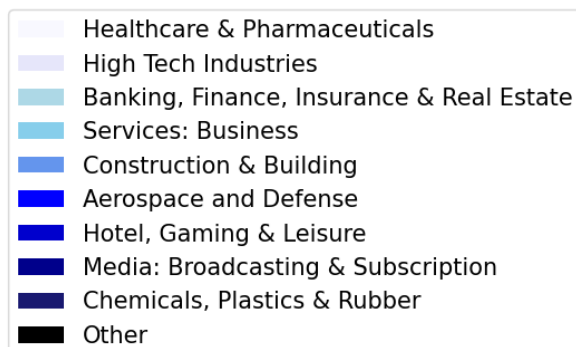 Healthcare & Pharmaceuticals
High Tech Industries
Banking, Finance, Insurance & Real Estate
Services: Business
Construction & Building
Aerospace and Defense
Hotel, Gaming & Leisure
Media: Broadcasting & Subscription
Chemicals, Plastics & Rubber
Other